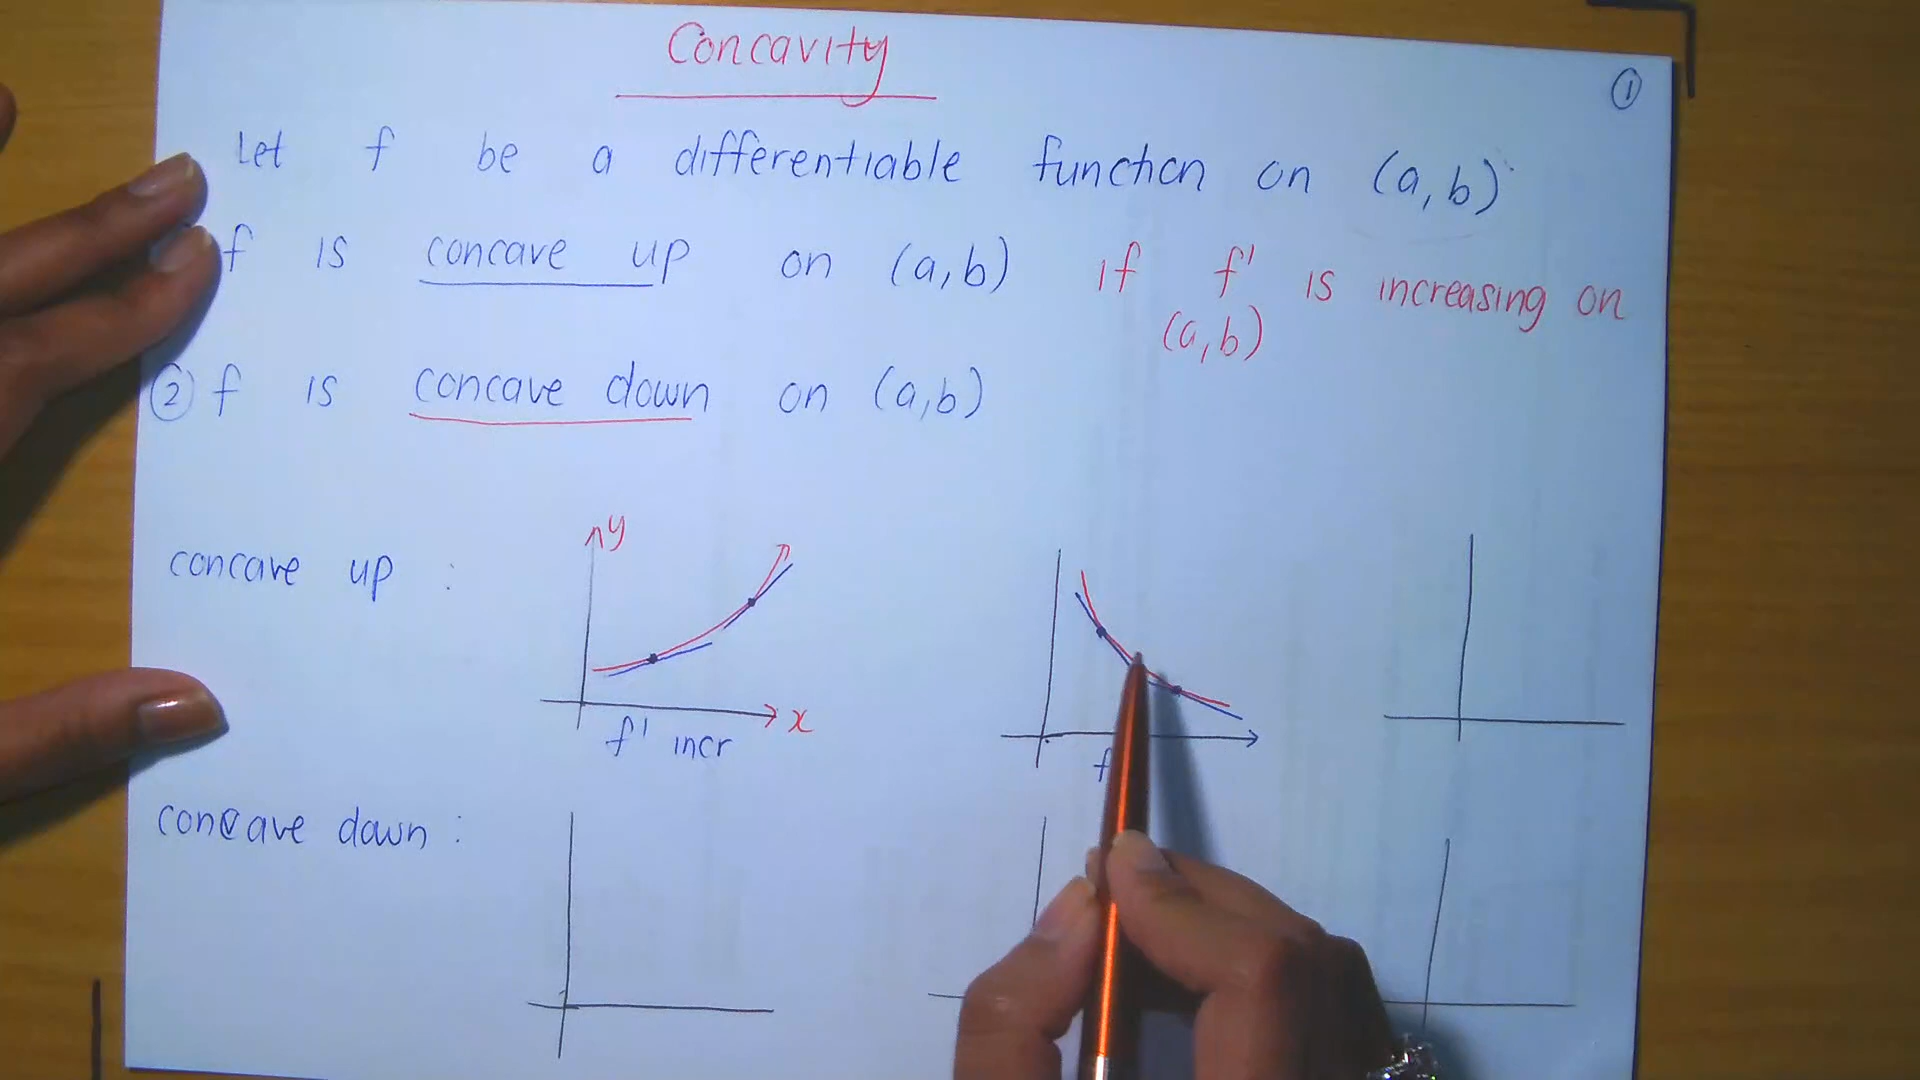 Concavity
①
Let f be a differentiable function on (a,b)
f is concave up on (a,b) if f' is increasing on
(a,b)
② f is concave down on (a,b)
concave up :
y
x
f' incr
f
concave down :